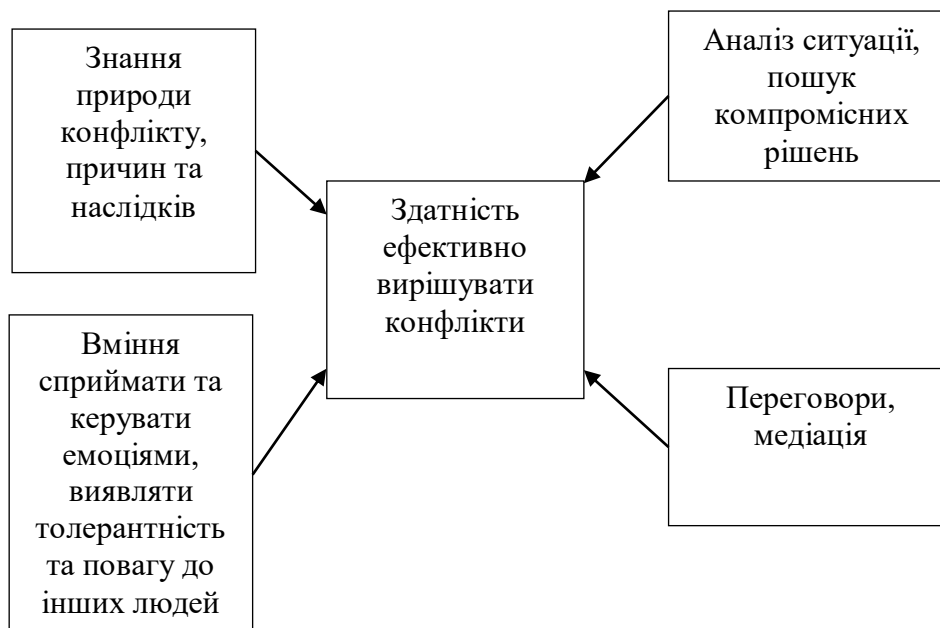 Знання
природи
конфлікту,
причин та
наслідків
Аналіз ситуації,
пошук
компромісних
рішень
Здатність
ефективно
вирішувати
конфлікти
Вміння
сприймати та
керувати
емоціями,
виявляти
толерантність
та повагу до
інших людей
Переговори,
медіація